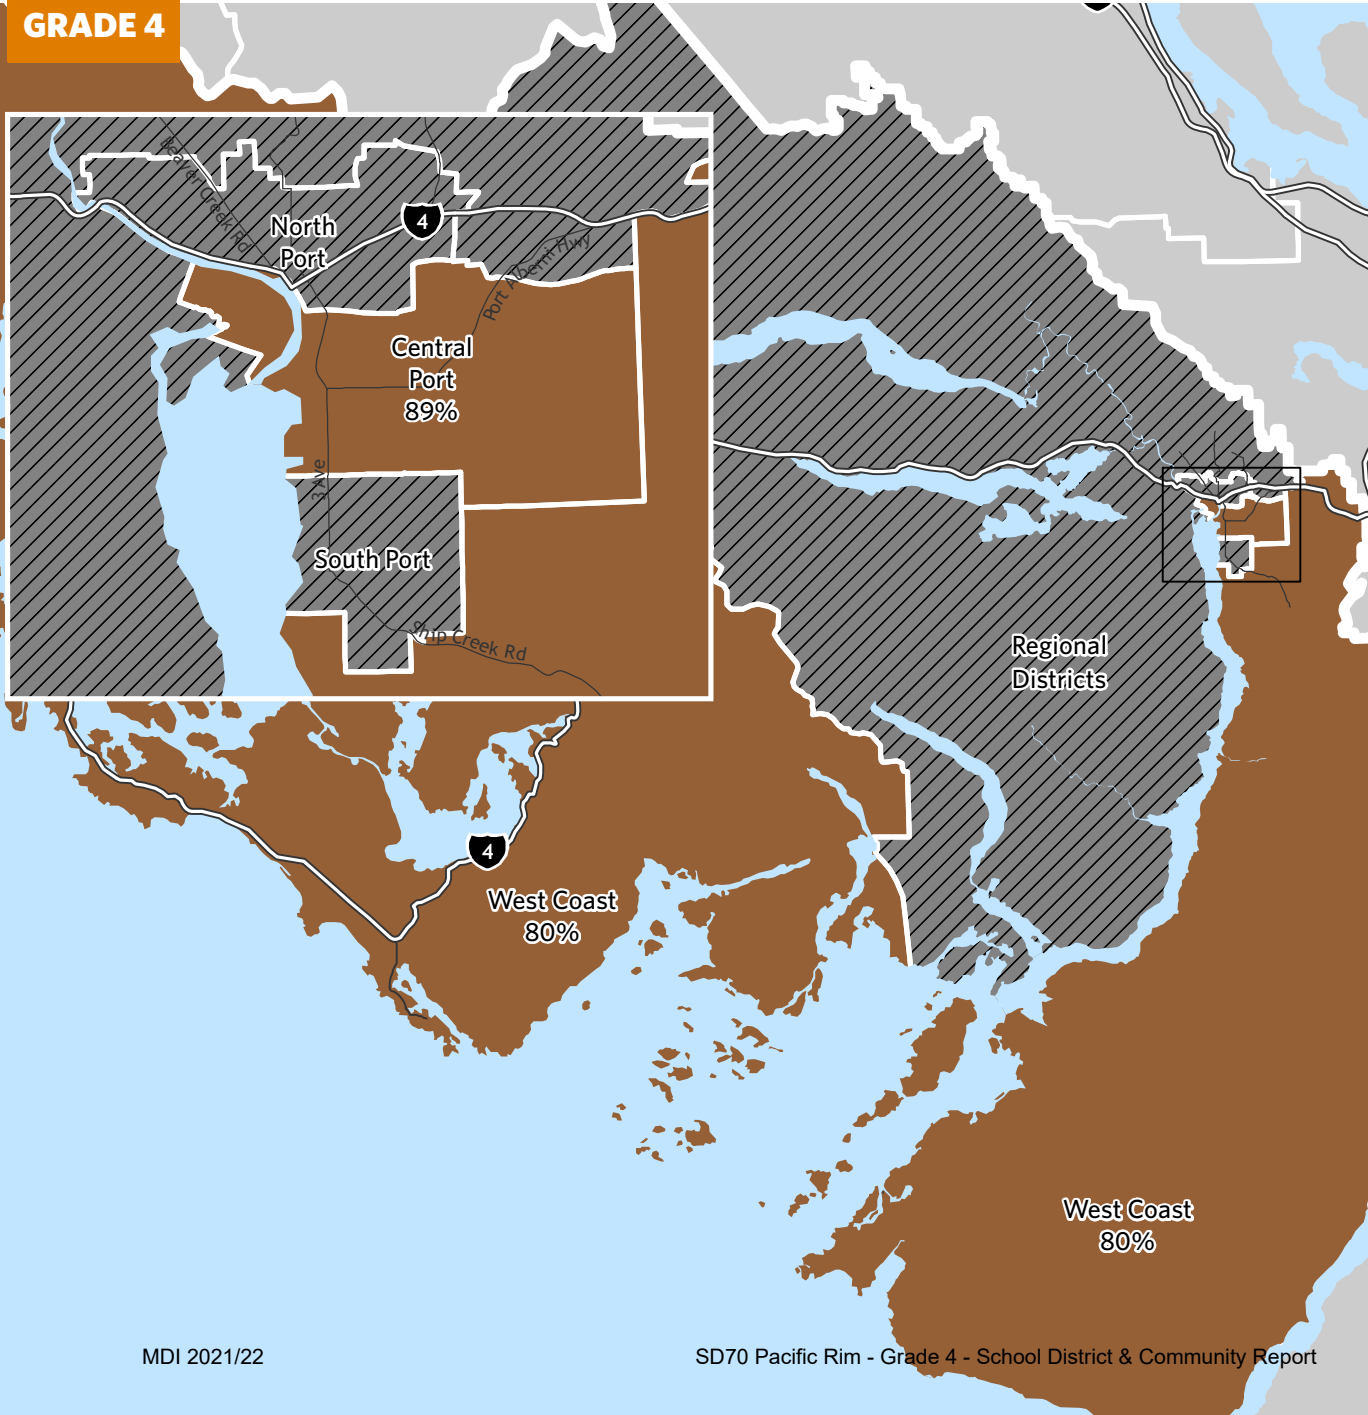 GRADE 4
Beaver Creek Rd
North
Port
4
Port Alberni Hwy
Central
Port
89%
3 Ave
South Port
Ship Creek Rd
Regional
Districts
4
West Coast
80%
West Coast
80%
MDI 2021/22
SD70 Pacific Rim - Grade 4 - School District & Community Report